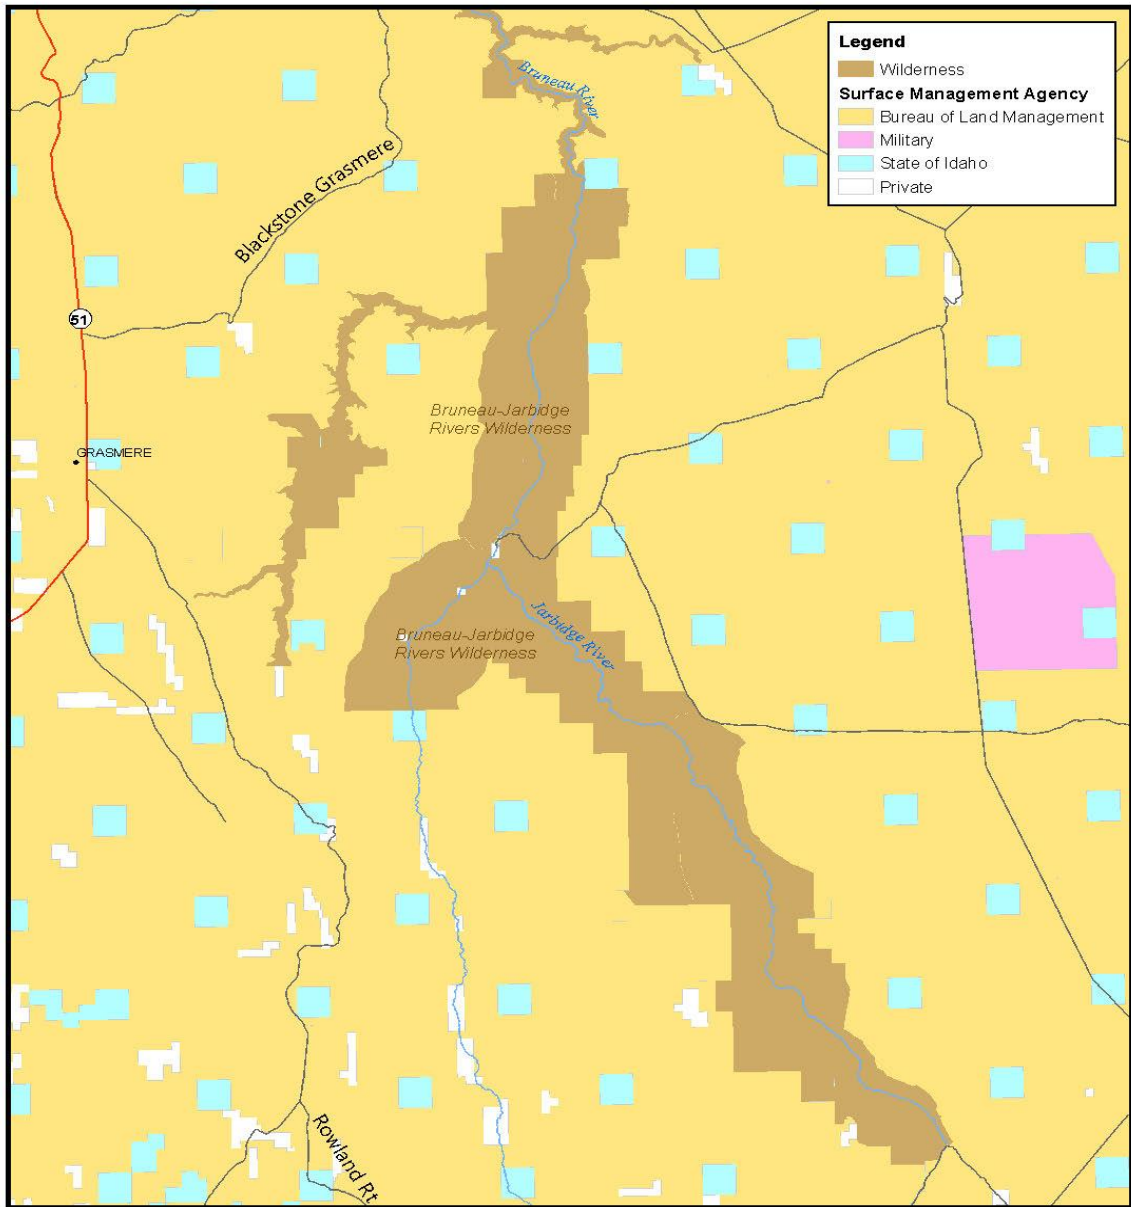 Legend
Wilderness
Surface Management Agency
Bureau of Land Management
Military
State of Idaho
Private
Bruneau River
Blackstone Grasmere
51
Bruneau-Jarbidge
Rivers Wilderness
GRASMERE
Jarbidge River
Bruneau-Jarbidge
Rivers Wilderness
Rowland Rt